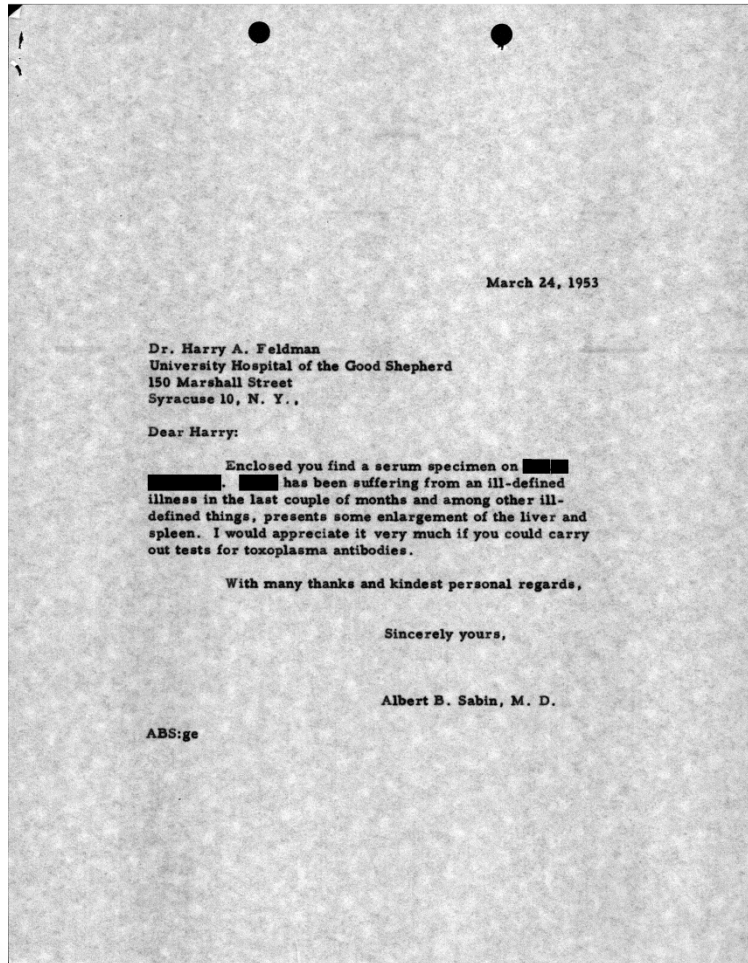 March 24, 1953
Dr. Harry A. Feldman
University Hospital of the Good Shepherd
150 Marshall Street
Syracuse 10, N. Y.,
Dear Harry:
Enclosed you find a serum specimen on
. has been suffering from an ill-defined
illness in the last couple of months and among other ill-
defined things, presents some enlargement of the liver and
spleen. I would appreciate it very much if you could carry
out tests for toxoplasma antibodies.
With many thanks and kindest personal regards,
Sincerely yours,
Albert B. Sabin, M. D.
ABS:ge